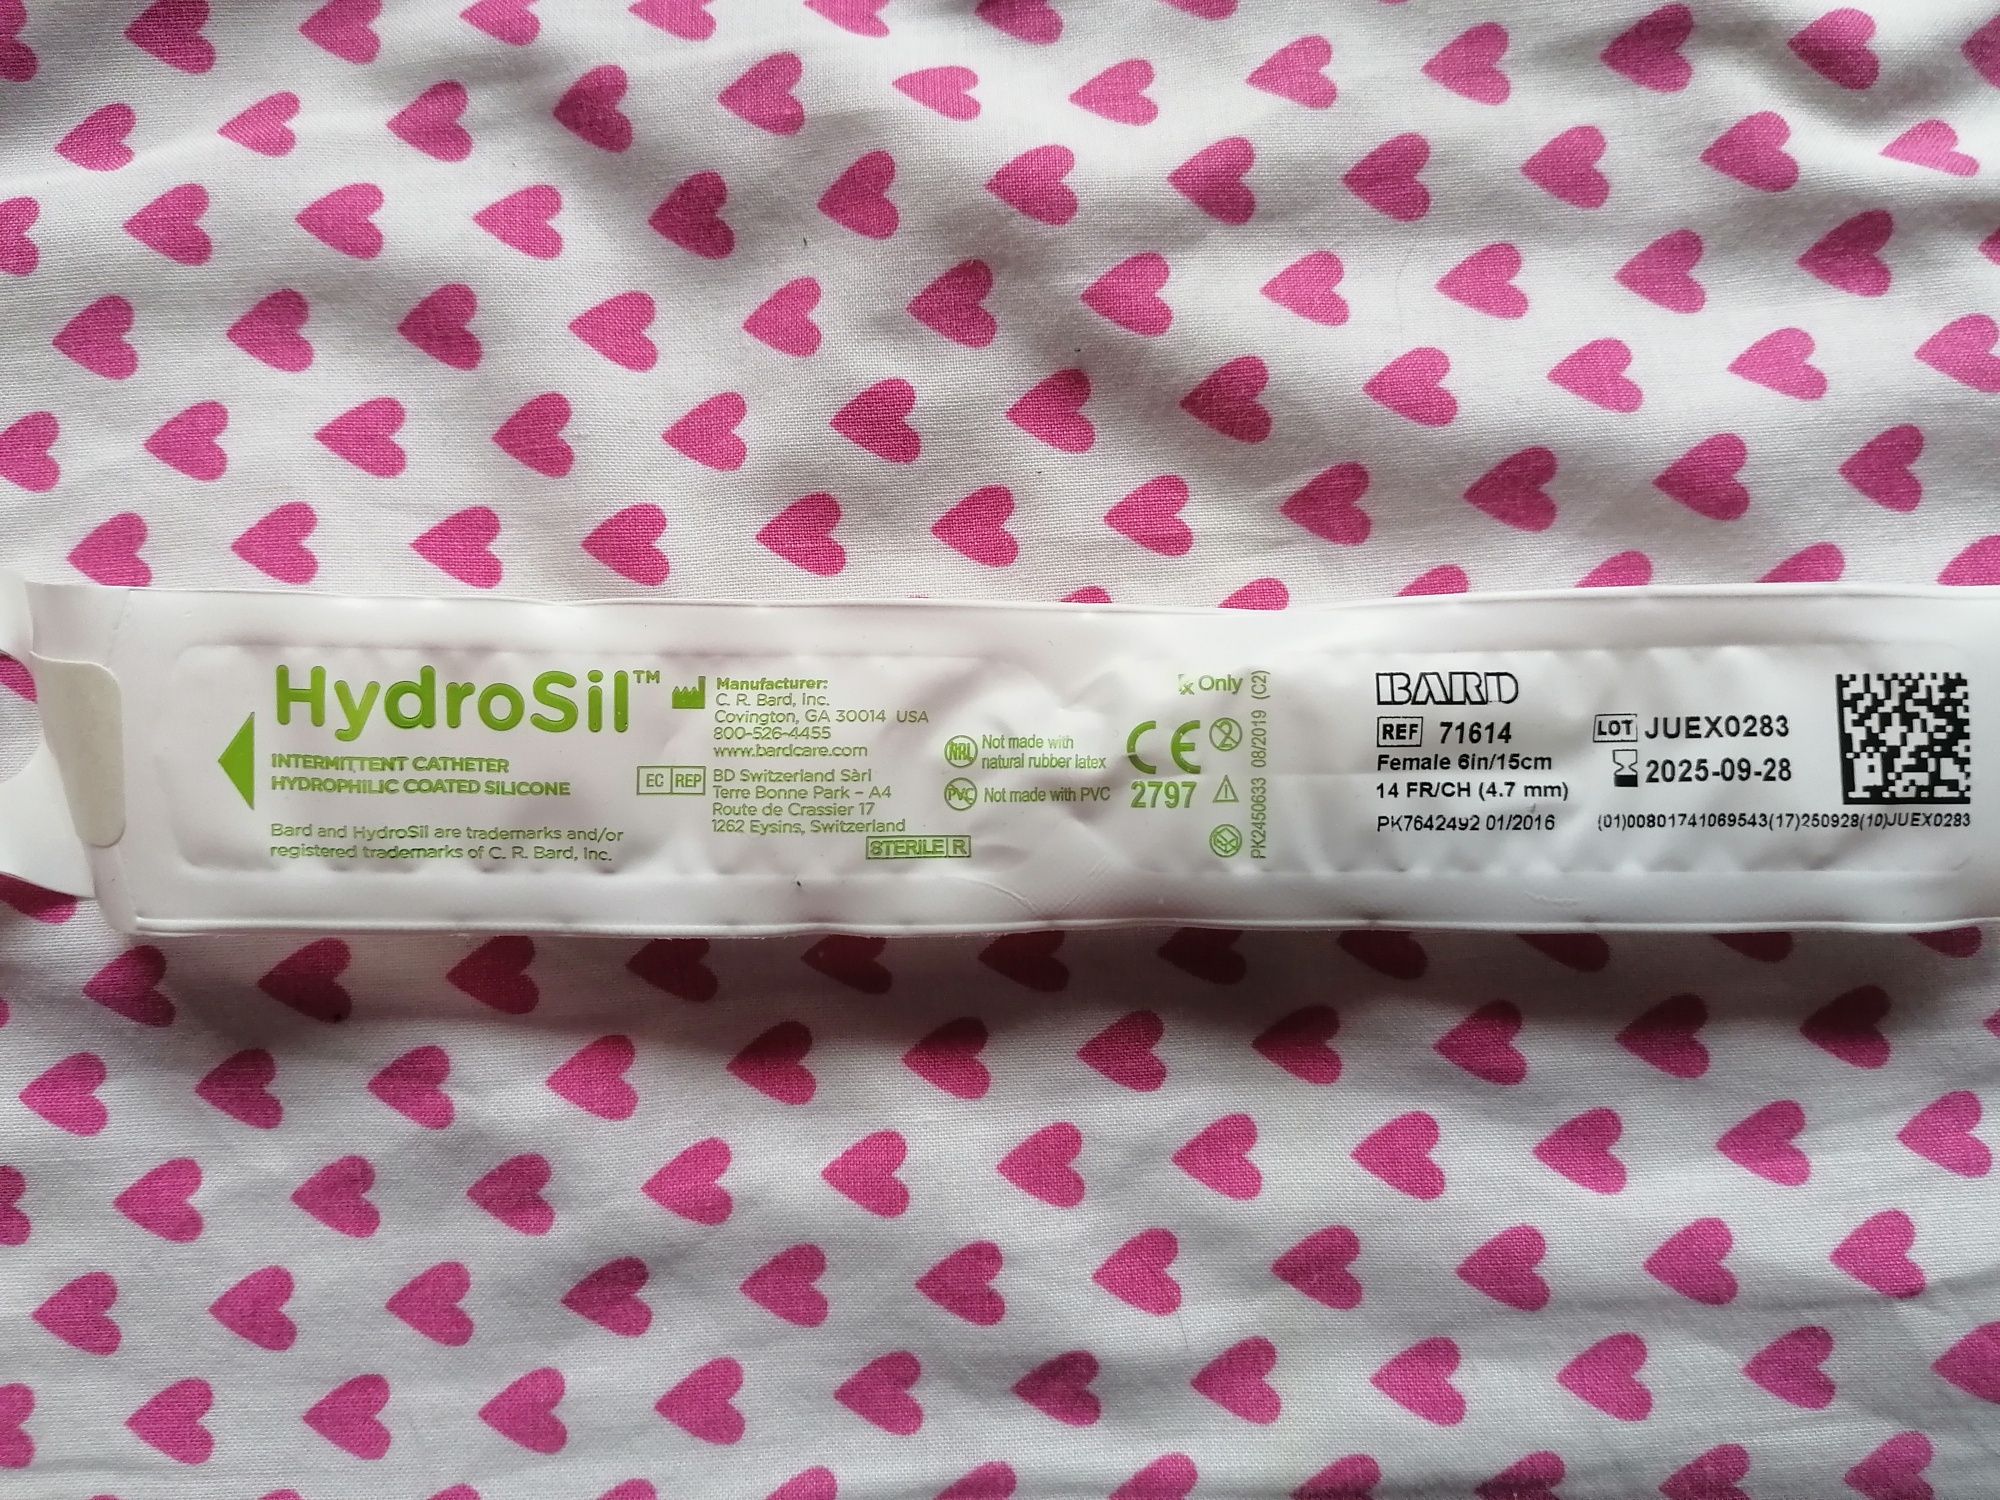 HydroSil™
INTERMITTENT CATHETER
HYDROPHILIC COATED SILICONE
Bard and HydroSil are trademarks and/or
registered trademarks of C. R. Bard, Inc.
Manufacturer:
C. R. Bard, Inc.
Covington, GA 30014 USA
800-526-4455
www.bardcare.com
EC REP
BD Switzerland Sàrl
Terre Bonne Park – A4
Route de Crassier 17
1262 Eysins, Switzerland
STERILE R
NRL
Not made with
natural rubber latex
PVC
Not made with PVC
Rx Only
CE
2797
2
PK2450633 08/2019 (C2)
BARD
REF 71614
Female 6in/15cm
14 FR/CH (4.7 mm)
PK7642492 01/2016
LOT JUEX0283
2025-09-28
(01)00801741069543(17)250928(10)JUEX0283